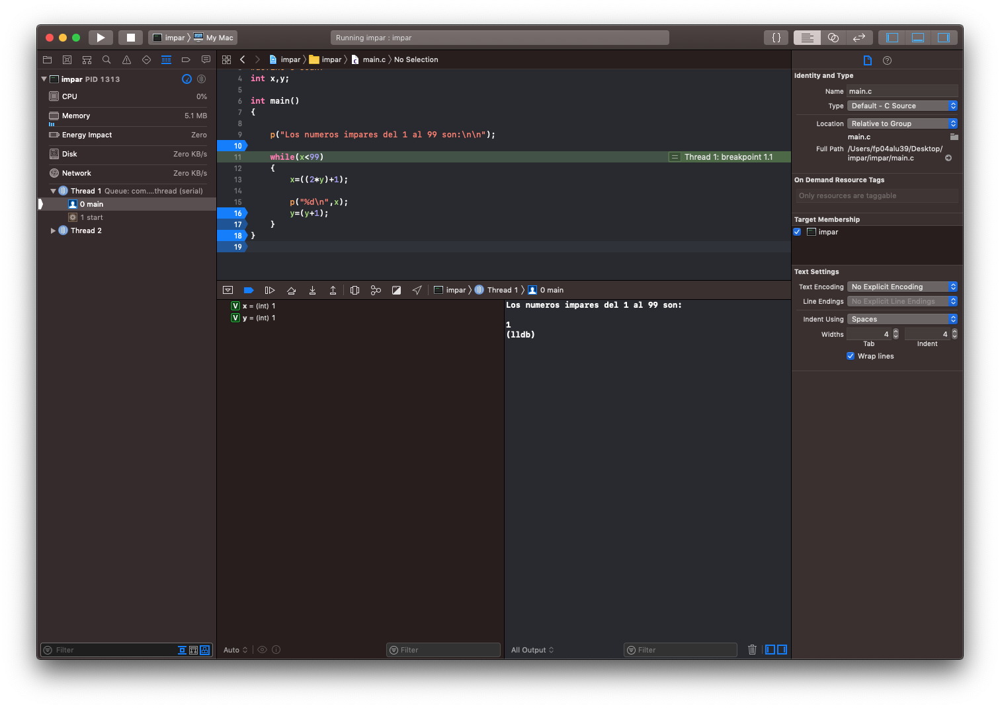 impar 〉 My Mac
Running impar : impar
{ }
impar 〉 impar 〉 main.c 〉 No Selection
impar PID 1313
CPU 0%
Memory 5.1 MB
Energy Impact Zero
Disk Zero KB/s
Network Zero KB/s
Thread 1 Queue: com....thread (serial)
0 main
1 start
Thread 2
Filter
4 int x,y;
5
6 int main()
7 {
8
9 p("Los numeros impares del 1 al 99 son:\n\n");
10
11 while(x<99) Thread 1: breakpoint 1.1
12 {
13 x=((2*y)+1);
14
15 p("%d\n",x);
16 y=(y+1);
17 }
18 }
19
impar 〉 Thread 1 〉 0 main
V x = (int) 1
V y = (int) 1
Auto
Filter
Los numeros impares del 1 al 99 son:
1
(lldb)
All Output
Filter
Identity and Type
Name main.c
Type Default - C Source
Location Relative to Group
main.c
Full Path /Users/fp04alu39/Desktop/
impar/impar/main.c
On Demand Resource Tags
Only resources are taggable
Target Membership
impar
Text Settings
Text Encoding No Explicit Encoding
Line Endings No Explicit Line Endings
Indent Using Spaces
Widths 4 4
Tab Indent
Wrap lines